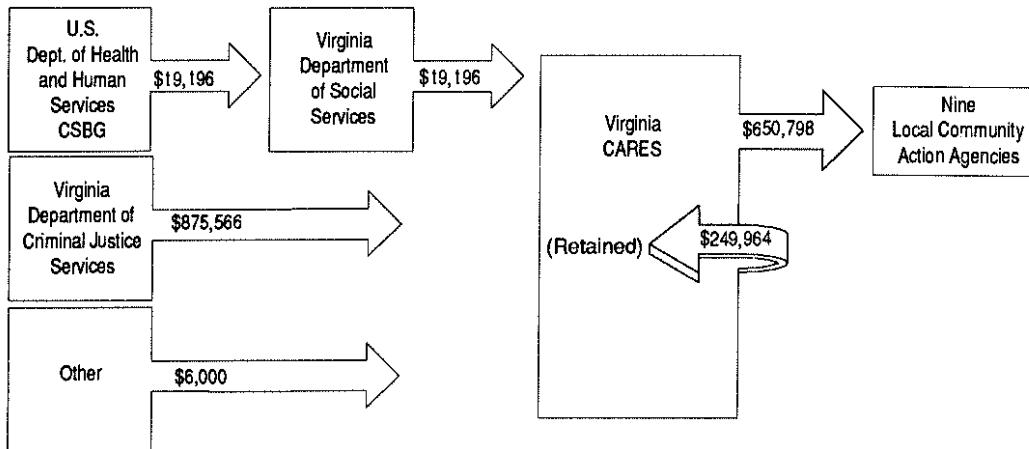 U.S.
Dept. of Health
and Human
Services
CSBG
$19,196
Virginia
Department
of Social
Services
$19,196
Virginia
CARES
$650,798
Nine
Local Community
Action Agencies
Virginia
Department of
Criminal Justice
Services
$875,566
(Retained)
$249,964
Other
$6,000